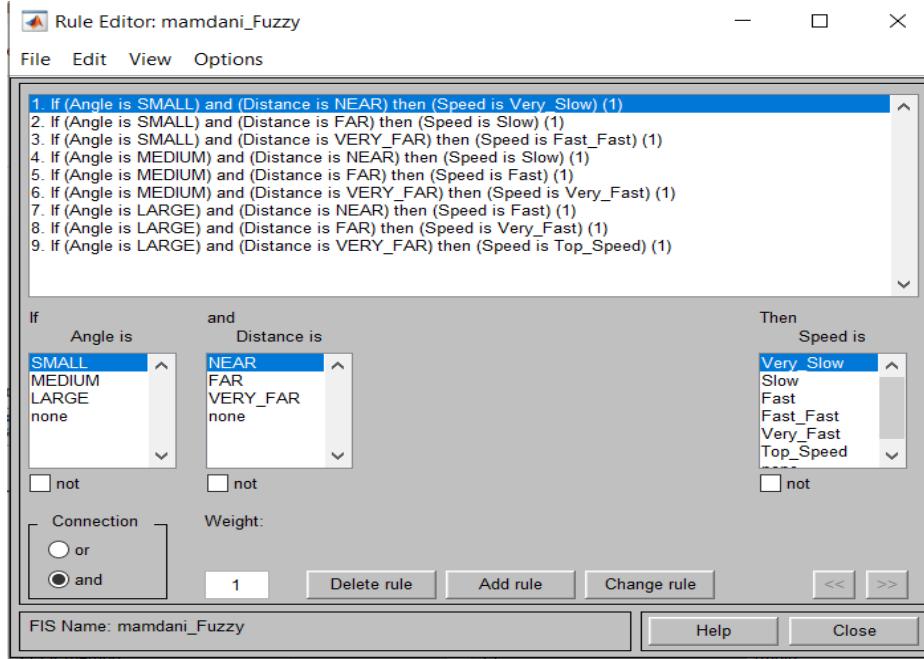 Rule Editor: mamdani_Fuzzy
File Edit View Options
1. If (Angle is SMALL) and (Distance is NEAR) then (Speed is Very_Slow) (1)
2. If (Angle is SMALL) and (Distance is FAR) then (Speed is Slow) (1)
3. If (Angle is SMALL) and (Distance is VERY_FAR) then (Speed is Fast_Fast) (1)
4. If (Angle is MEDIUM) and (Distance is NEAR) then (Speed is Slow) (1)
5. If (Angle is MEDIUM) and (Distance is FAR) then (Speed is Fast) (1)
6. If (Angle is MEDIUM) and (Distance is VERY_FAR) then (Speed is Very_Fast) (1)
7. If (Angle is LARGE) and (Distance is NEAR) then (Speed is Fast) (1)
8. If (Angle is LARGE) and (Distance is FAR) then (Speed is Very_Fast) (1)
9. If (Angle is LARGE) and (Distance is VERY_FAR) then (Speed is Top_Speed) (1)
If and Then
Angle is Distance is Speed is
SMALL NEAR Very_Slow
MEDIUM FAR Slow
LARGE VERY_FAR Fast
none none Fast_Fast
Very_Fast
Top_Speed
not not not
Connection Weight:
or
and 1 Delete rule Add rule Change rule << >>
FIS Name: mamdani_Fuzzy Help Close